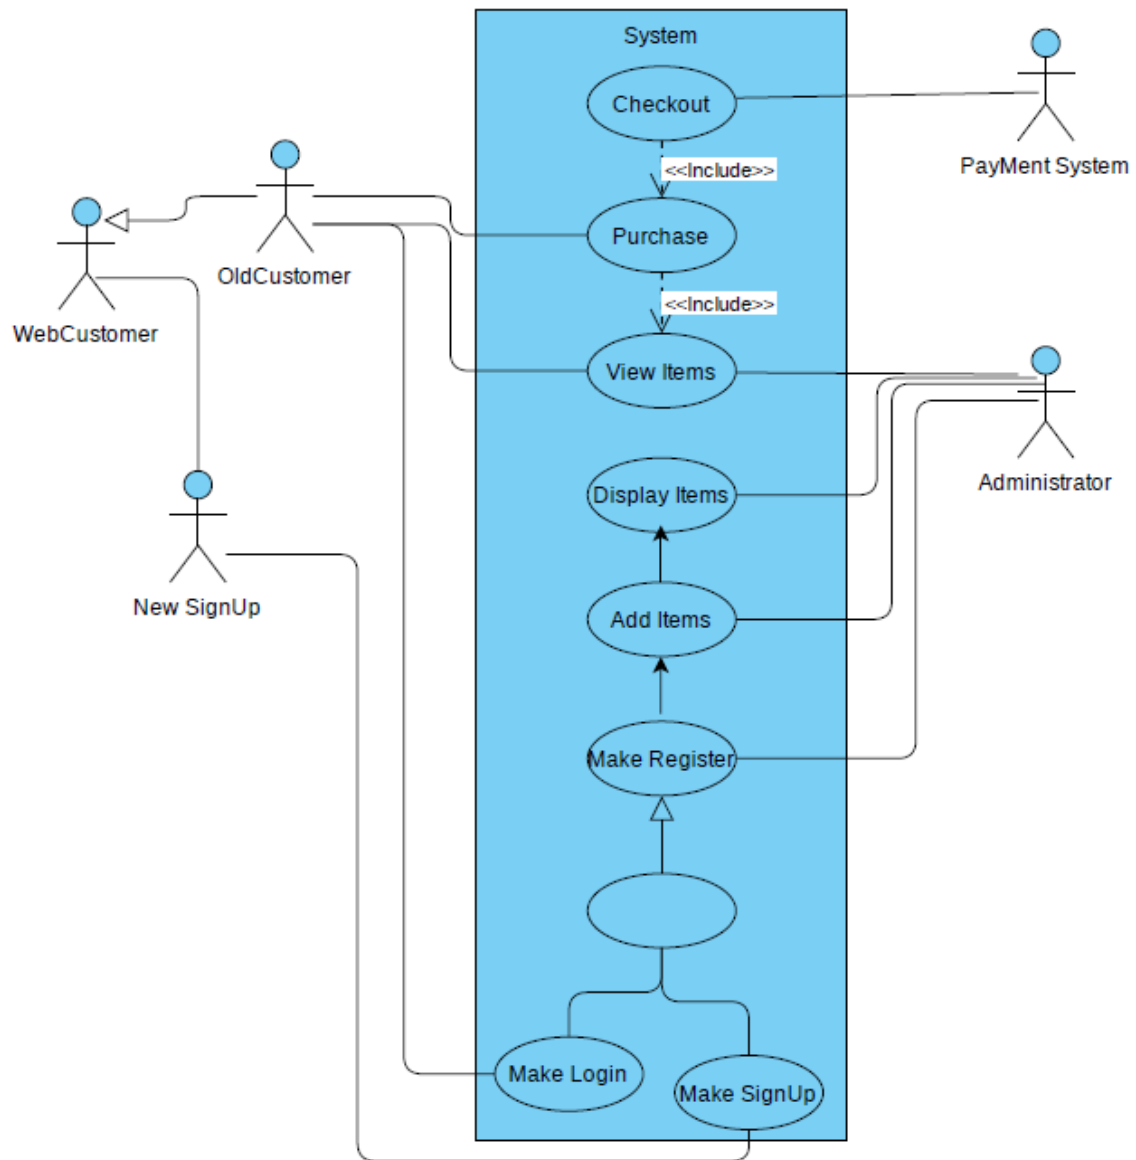 System
Checkout
PayMent System
<<Include>>
OldCustomer
Purchase
WebCustomer
<<Include>>
View Items
Administrator
Display Items
New SignUp
Add Items
Make Register
Make Login
Make SignUp